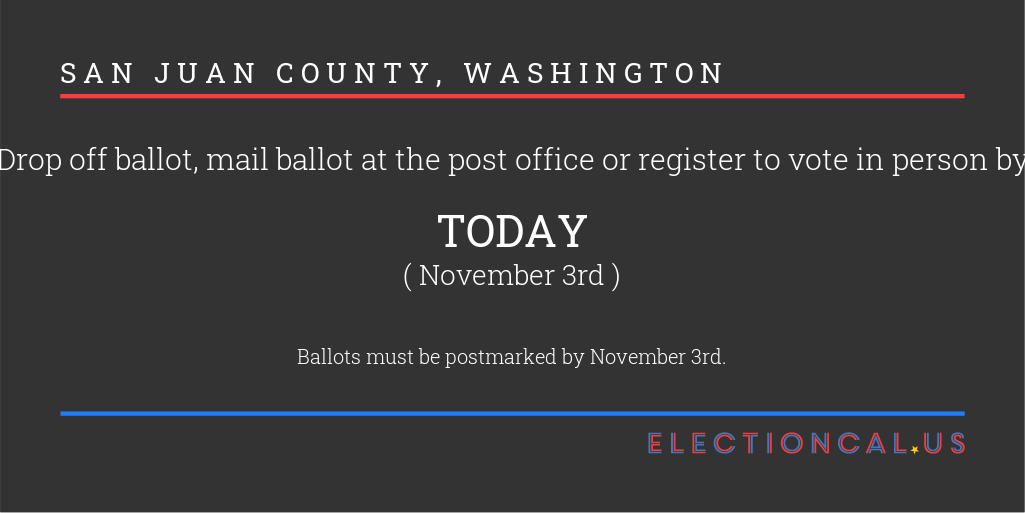 SAN JUAN COUNTY, WASHINGTON
Drop off ballot, mail ballot at the post office or register to vote in person by
TODAY
( November 3rd )
Ballots must be postmarked by November 3rd.
ELECTIONCAL.US